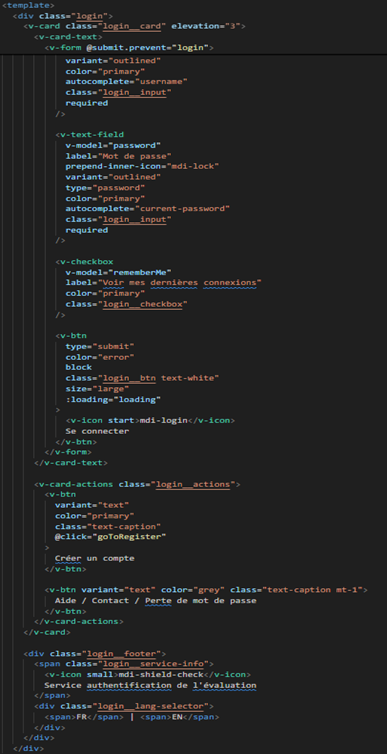 <template>
<div class="login">
<v-card class="login__card" elevation="3">
<v-card-text>
<v-form @submit.prevent="login">
variant="outlined"
color="primary"
autocomplete="username"
class="login__input"
required
/>
<v-text-field
v-model="password"
label="Mot de passe"
prepend-inner-icon="mdi-lock"
variant="outlined"
type="password"
color="primary"
autocomplete="current-password"
class="login__input"
required
/>
<v-checkbox
v-model="rememberMe"
label="Voir mes dernières connexions"
color="primary"
class="login__checkbox"
/>
<v-btn
type="submit"
color="error"
block
class="login__btn text-white"
size="large"
:loading="loading"
>
<v-icon start>mdi-login</v-icon>
Se connecter
</v-btn>
</v-form>
</v-card-text>
<v-card-actions class="login__actions">
<v-btn
variant="text"
color="primary"
class="text-caption"
@click="goToRegister"
>
Créer un compte
</v-btn>
<v-btn variant="text" color="grey" class="text-caption mt-1">
Aide / Contact / Perte de mot de passe
</v-btn>
</v-card-actions>
</v-card>
<div class="login__footer">
<span class="login__service-info">
<v-icon small>mdi-shield-check</v-icon>
Service authentification de l'évaluation
</span>
<div class="login__lang-selector">
<span>FR</span> | <span>EN</span>
</div>
</div>
</div>